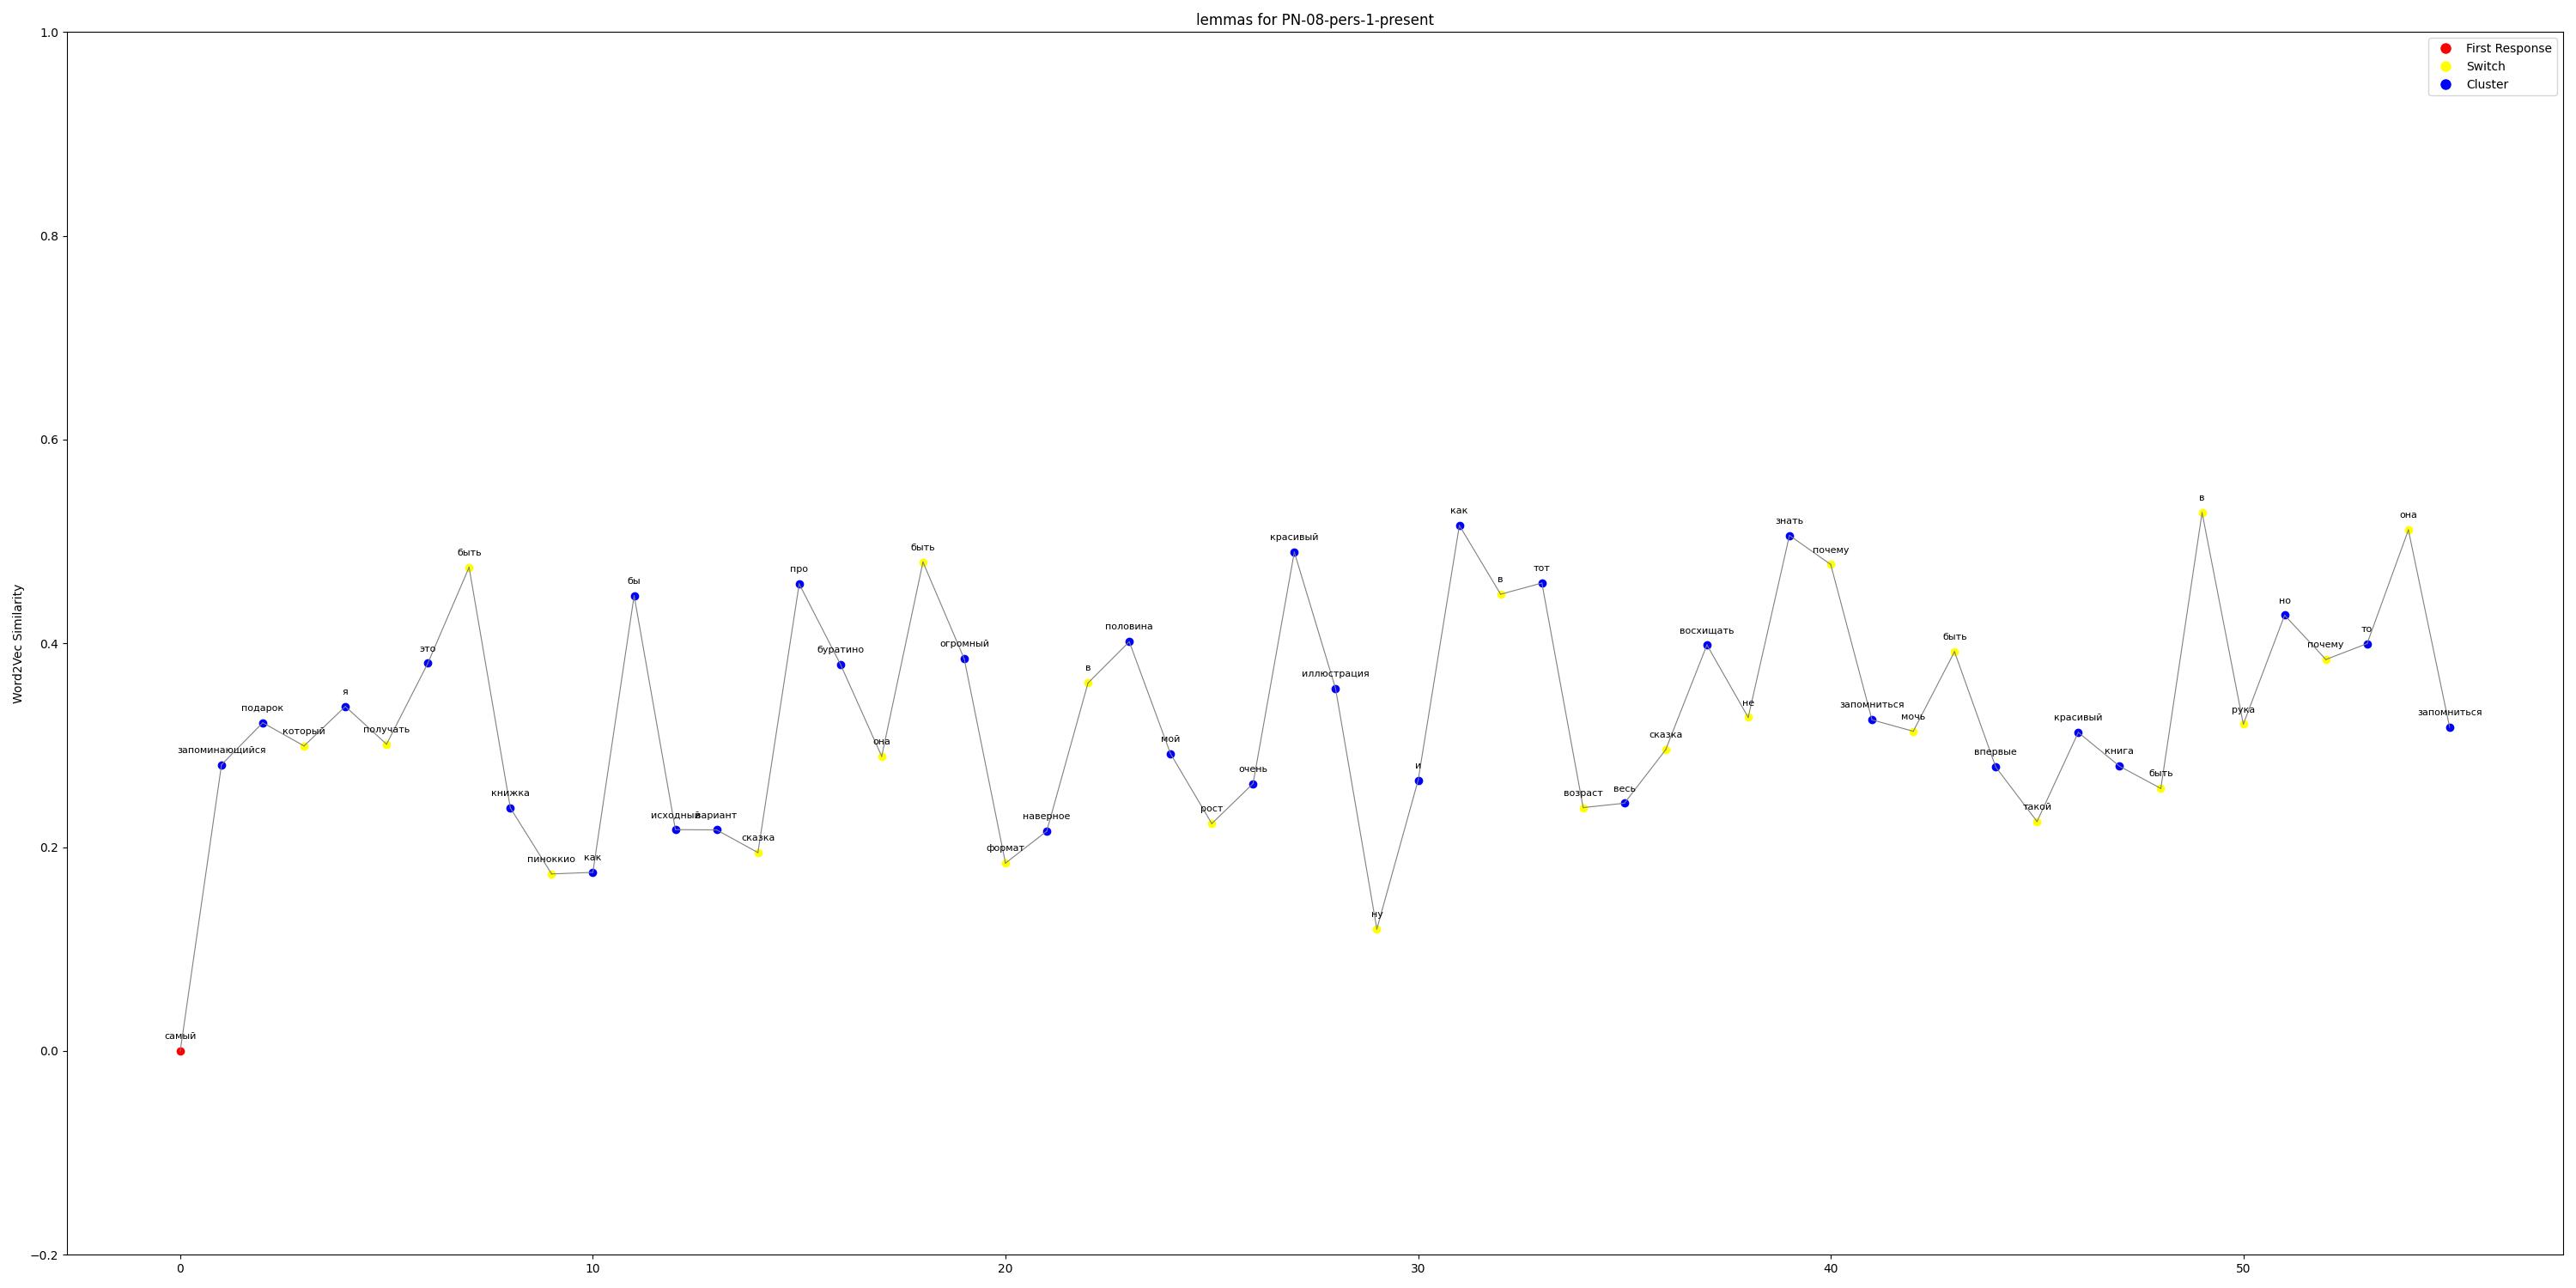 lemmas for PN-08-pers-1-present
First Response
Switch
Cluster
Word2Vec Similarity
1.0
0.8
0.6
0.4
0.2
0.0
−0.2
0
10
20
30
40
50
самый
запоминающийся
подарок
который
я
получать
это
быть
книжка
пиноккио
как
бы
исходный
вариант
сказка
про
буратино
она
быть
огромный
формат
наверное
в
половина
мой
рост
очень
красивый
иллюстрация
ну
и
как
в
тот
возраст
весь
сказка
восхищать
не
знать
почему
запомниться
мочь
быть
впервые
такой
красивый
книга
быть
в
рука
но
почему
то
она
запомниться